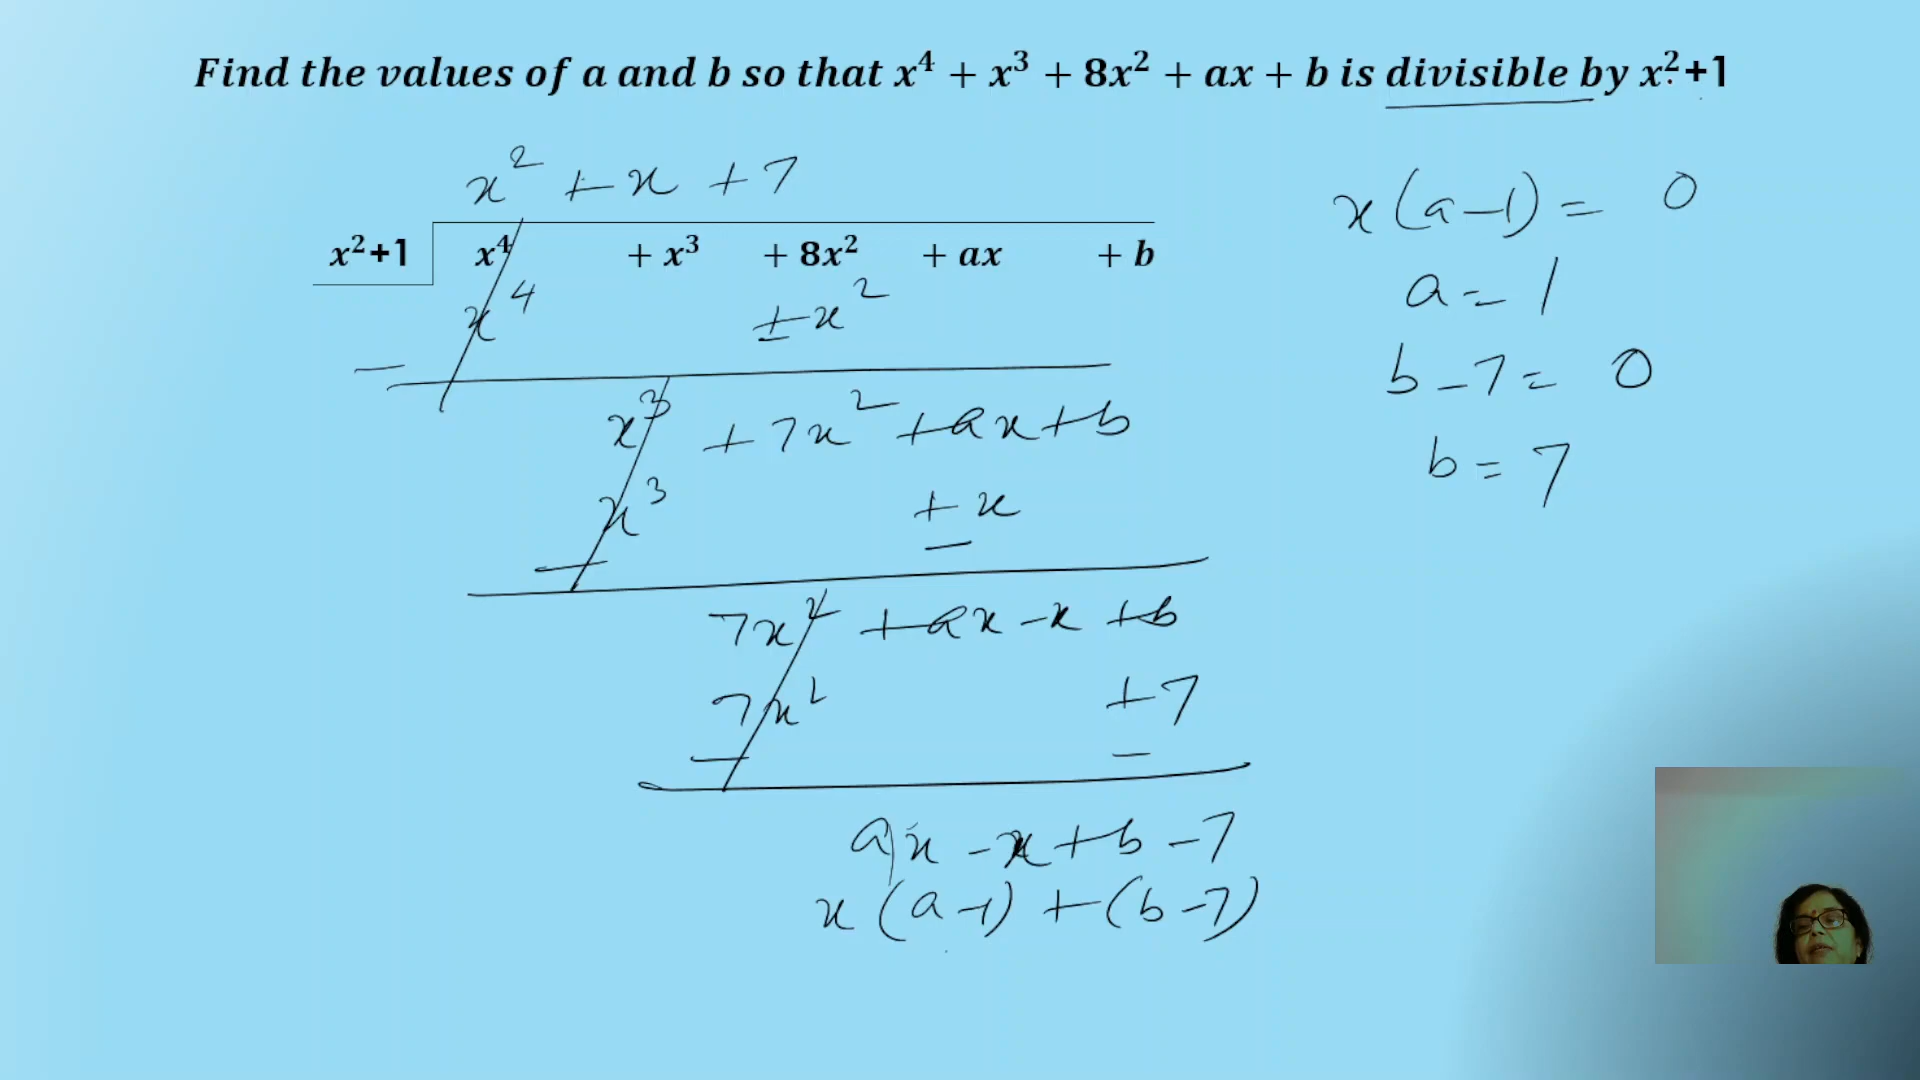 Find the values of a and b so that x⁴ + x³ + 8x² + ax + b is divisible by x²+1
x² + x + 7
x²+1 x⁴ + x³ + 8x² + ax + b
x⁴ ± x²
−
x³ + 7x² + ax + b
x³ + x
− −
7x² + ax − x + b
7x² + 7
− −
ax − x + b − 7
x (a − 1) + (b − 7)
x (a − 1) = 0
a = 1
b − 7 = 0
b = 7